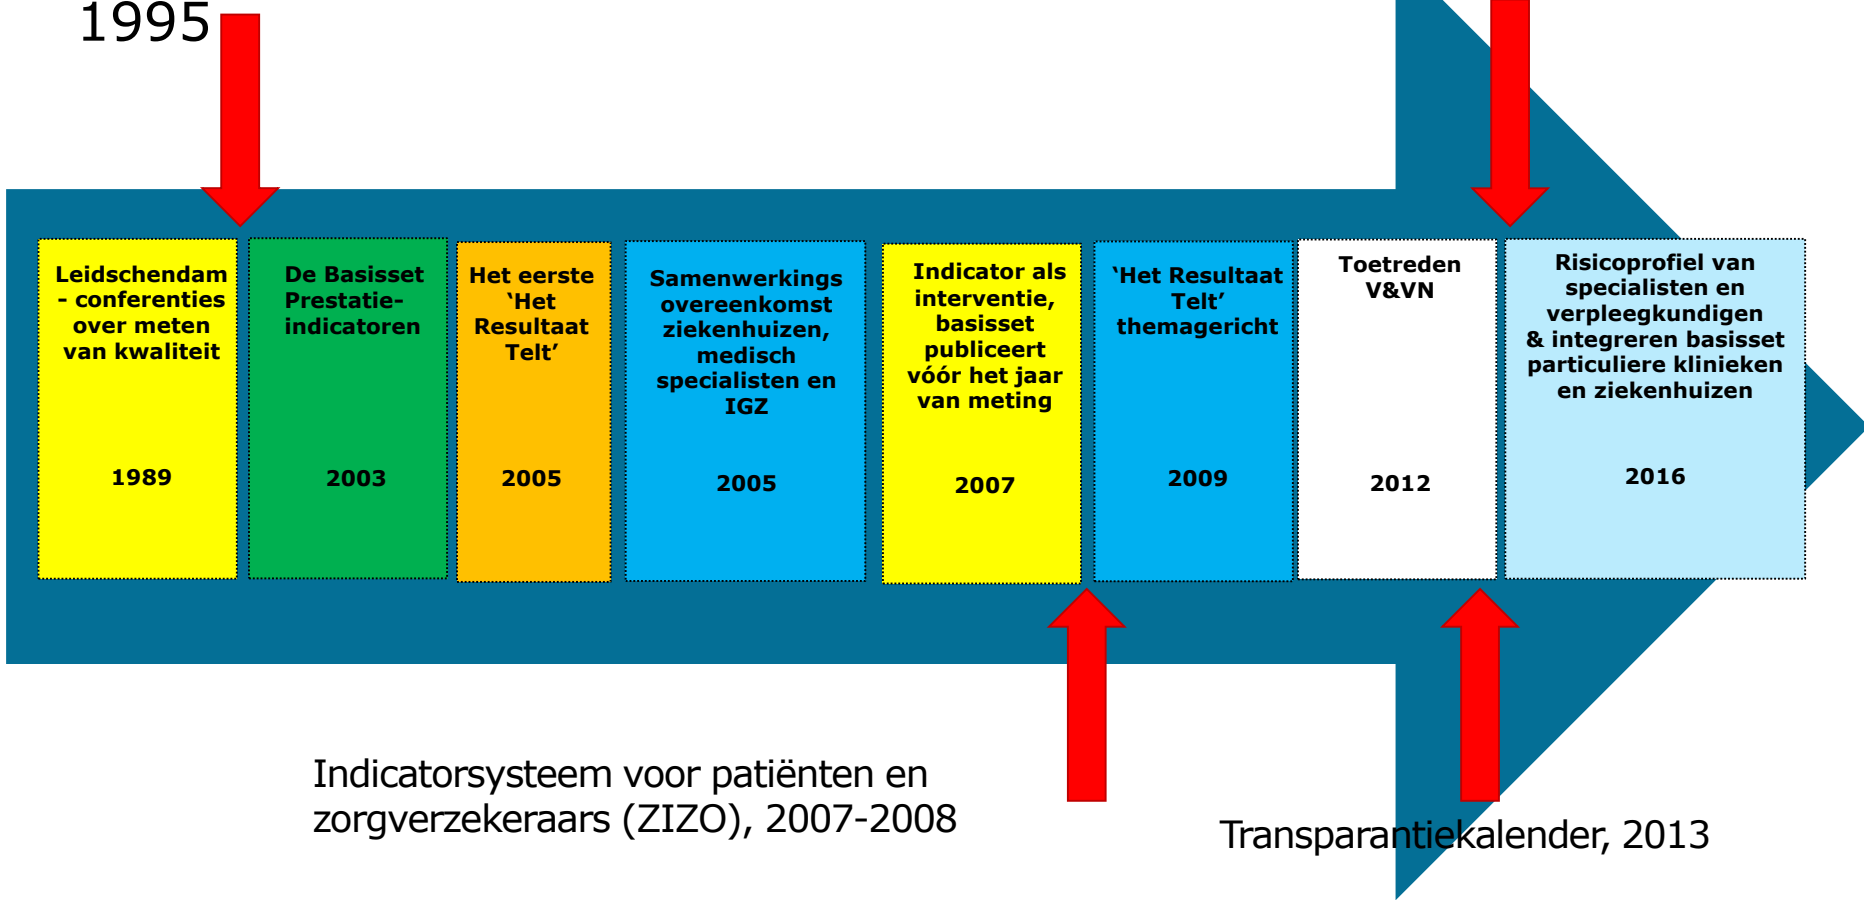 1995
Leidschendam
- conferenties
over meten
van kwaliteit
1989
De Basisset
Prestatie-
indicatoren
2003
Het eerste
‘Het
Resultaat
Telt’
2005
Samenwerkings
overeenkomst
ziekenhuizen,
medisch
specialisten en
IGZ
2005
Indicator als
interventie,
basisset
publiceert
vóór het jaar
van meting
2007
‘Het Resultaat
Telt’
themagericht
2009
Toetreden
V&VN
2012
Risicoprofiel van
specialisten en
verpleegkundigen
& integreren basisset
particuliere klinieken
en ziekenhuizen
2016
Indicatorsysteem voor patiënten en
zorgverzekeraars (ZIZO), 2007-2008
Transparantiekalender, 2013